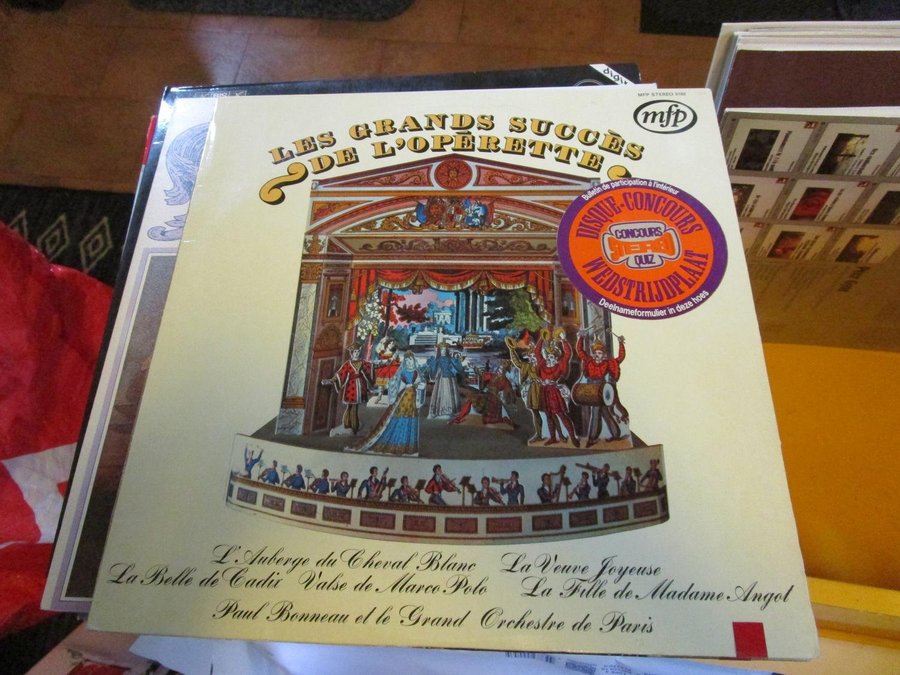 MFP STEREO 5182
mfp
LES GRANDS SUCCÈS
DE L'OPÉRETTE
Bulletin de participation à l'intérieur
DISQUE-CONCOURS
CONCOURS
STEREO
QUIZ
WEDSTRIJDPLAAT
Deelnameformulier in deze hoes
L'Auberge du Cheval Blanc La Veuve Joyeuse
La Belle de Cadix Valse de Marco Polo La Fille de Madame Angot
Paul Bonneau et le Grand Orchestre de Paris